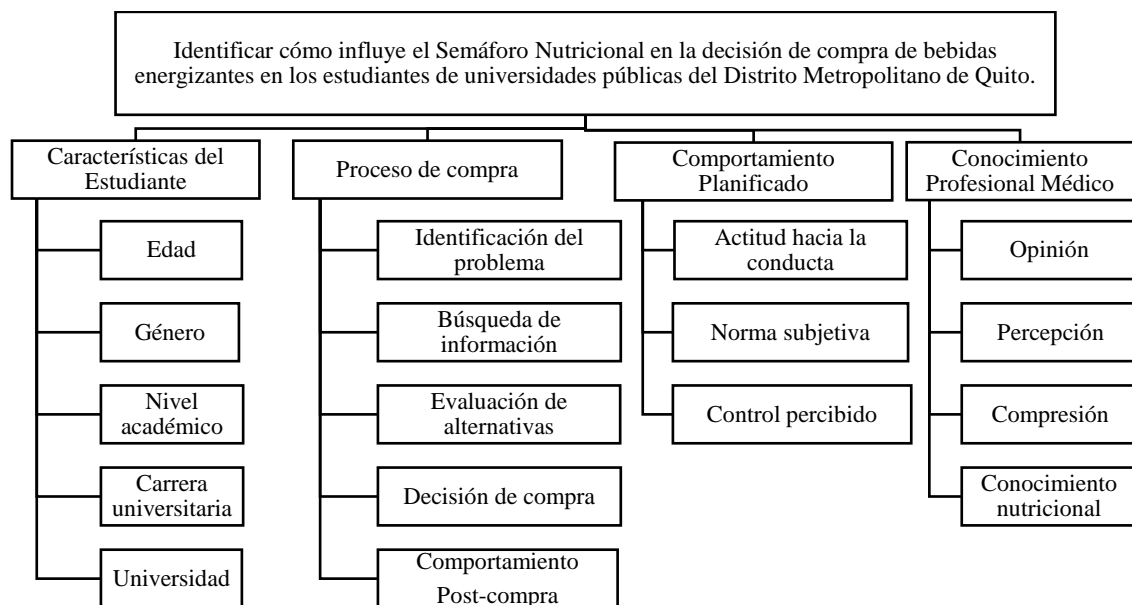 Identificar cómo influye el Semáforo Nutricional en la decisión de compra de bebidas
energizantes en los estudiantes de universidades públicas del Distrito Metropolitano de Quito.
Características del
Estudiante
Edad
Género
Nivel
académico
Carrera
universitaria
Universidad
Proceso de compra
Identificación del
problema
Búsqueda de
información
Evaluación de
alternativas
Decisión de compra
Comportamiento
Post-compra
Comportamiento
Planificado
Actitud hacia la
conducta
Norma subjetiva
Control percibido
Conocimiento
Profesional Médico
Opinión
Percepción
Compresión
Conocimiento
nutricional